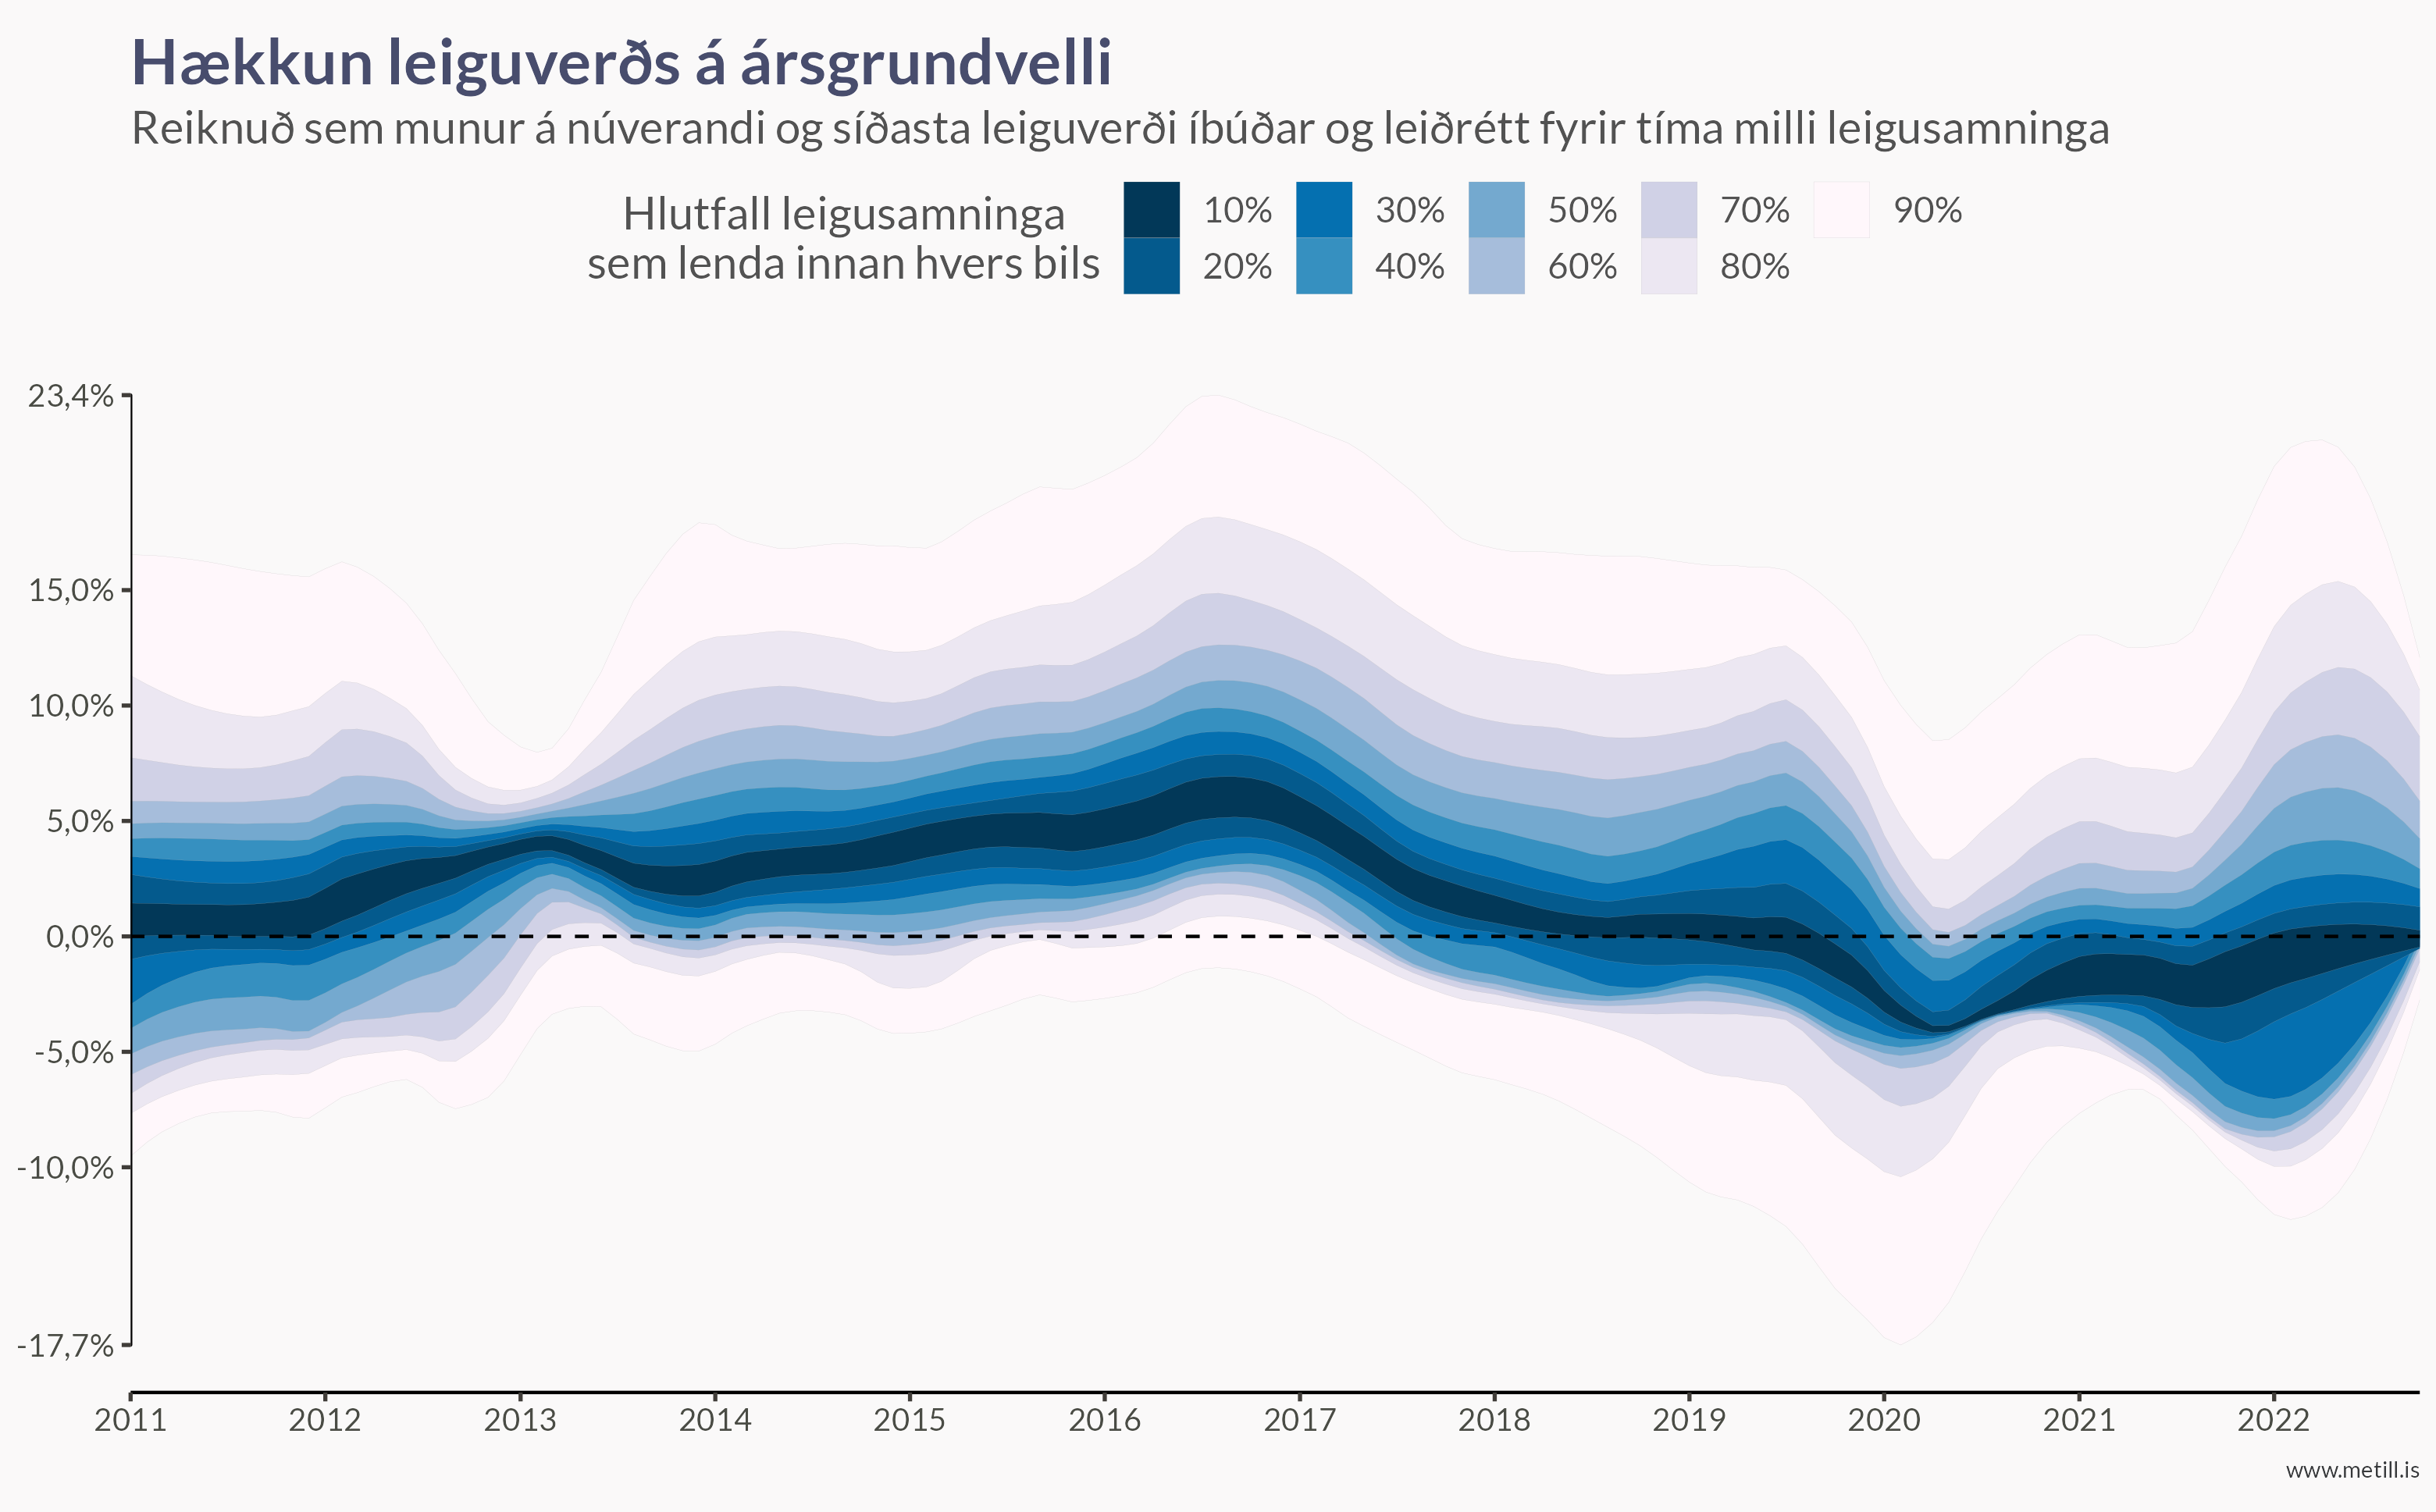 Hækkun leiguverðs á ársgrundvelli
Reiknuð sem munur á núverandi og síðasta leiguverði íbúðar og leiðrétt fyrir tíma milli leigusamninga
Hlutfall leigusamninga
sem lenda innan hvers bils
10% 30% 50% 70% 90%
20% 40% 60% 80%
23,4%
15,0%
10,0%
5,0%
0,0%
-5,0%
-10,0%
-17,7%
2011 2012 2013 2014 2015 2016 2017 2018 2019 2020 2021 2022
www.metill.is